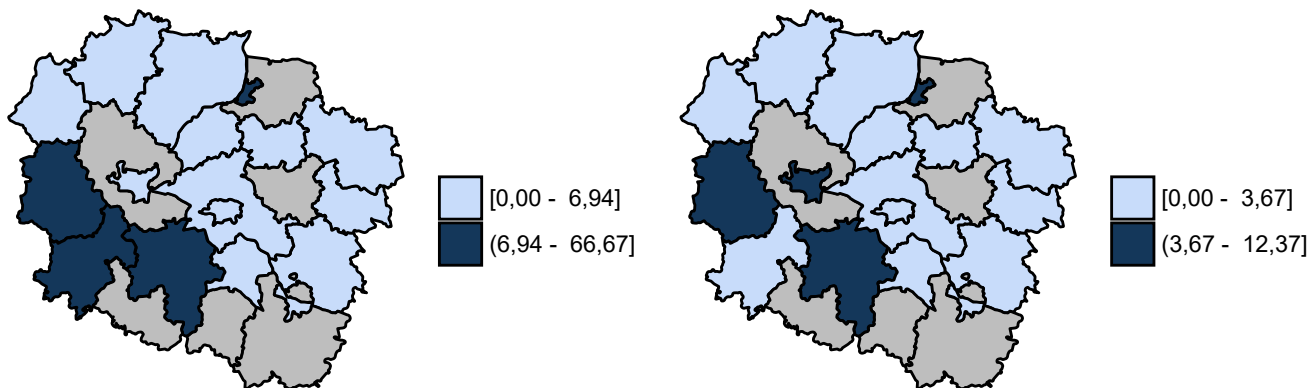 [0,00 -  6,94]
(6,94 -  66,67]
[0,00 -  3,67]
(3,67 -  12,37]